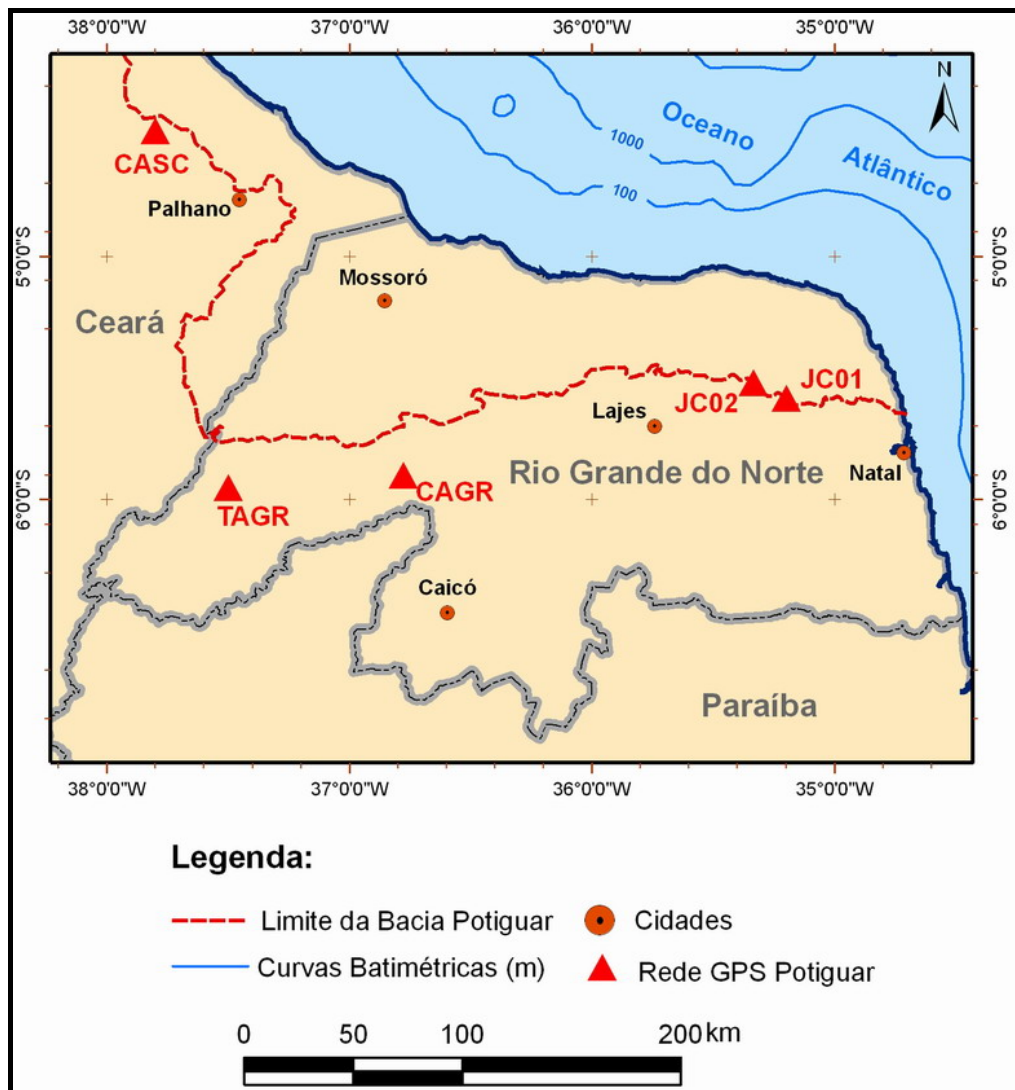 38°0'0"W
37°0'0"W
36°0'0"W
35°0'0"W
N
Oceano
1000
Atlântico
100
CASC
Palhano
5°0'0"S
5°0'0"S
Mossoró
Ceará
JC01
JC02
Lajes
Rio Grande do Norte
Natal
CAGR
TAGR
6°0'0"S
6°0'0"S
Caicó
Paraíba
38°0'0"W
37°0'0"W
36°0'0"W
35°0'0"W
Legenda:
Limite da Bacia Potiguar
Cidades
Curvas Batimétricas (m)
Rede GPS Potiguar
0 50 100 200 km